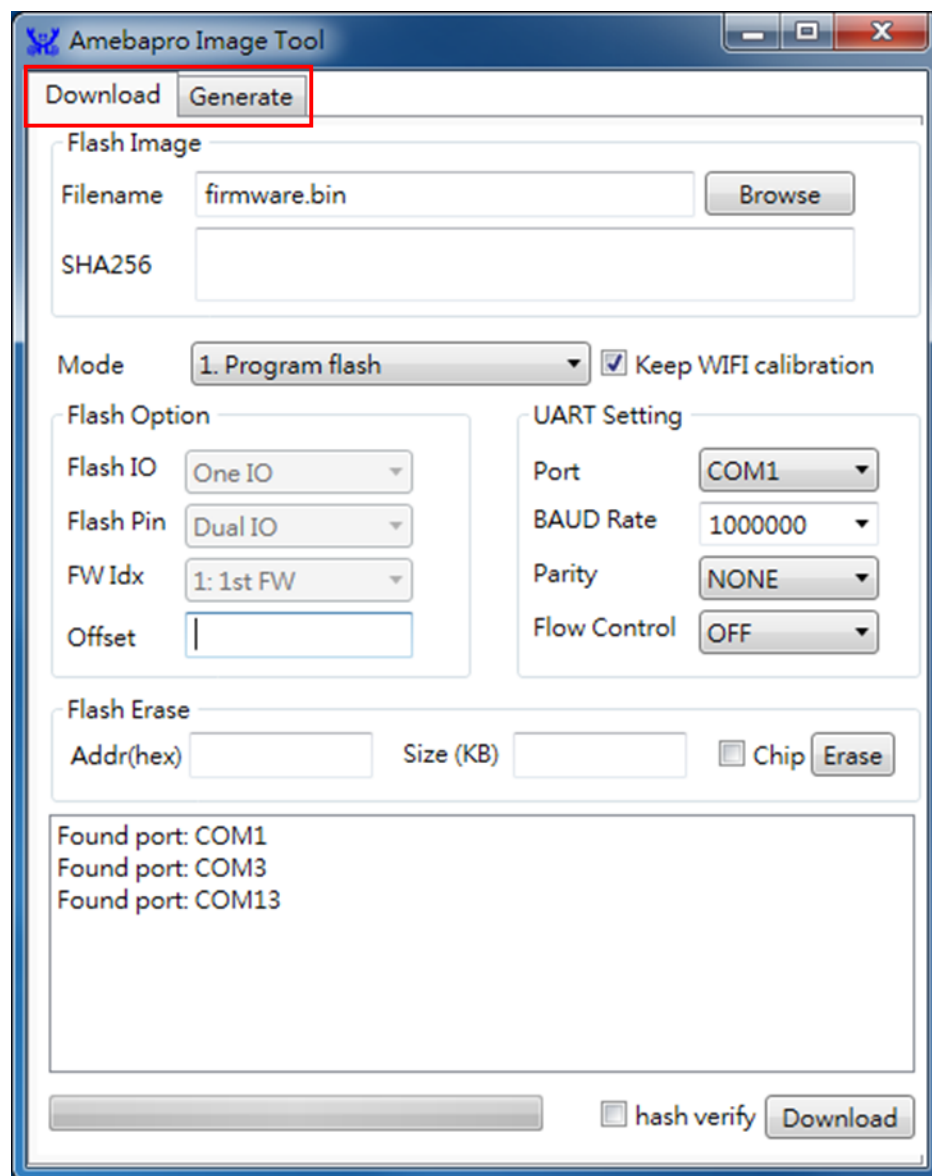 Amebapro Image Tool
Download Generate
Flash Image
Filename firmware.bin Browse
SHA256
Mode 1. Program flash Keep WIFI calibration
Flash Option
Flash IO One IO
Flash Pin Dual IO
FW Idx 1: 1st FW
Offset
UART Setting
Port COM1
BAUD Rate 1000000
Parity NONE
Flow Control OFF
Flash Erase
Addr(hex) Size (KB) Chip Erase
Found port: COM1
Found port: COM3
Found port: COM13
hash verify Download